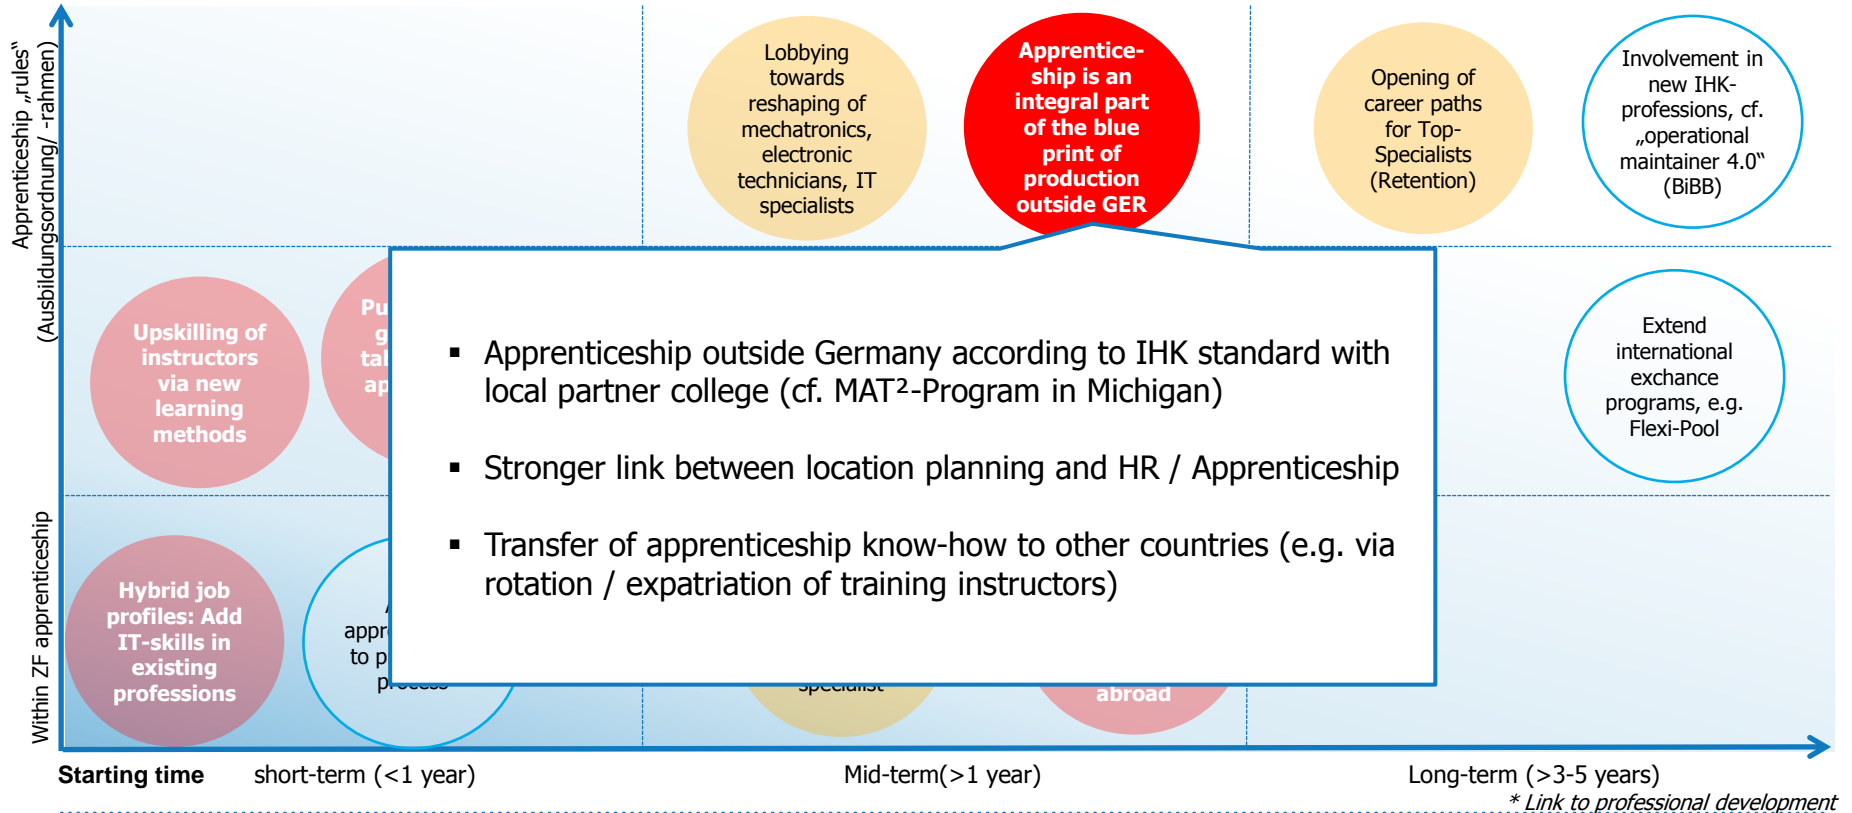 Apprenticeship „rules“
(Ausbildungsordnung/ -rahmen)
Within ZF apprenticeship
Lobbying
towards
reshaping of
mechatronics,
electronic
technicians, IT
specialists
Apprentice-
ship is an
integral part
of the blue
print of
production
outside GER
Opening of
career paths
for Top-
Specialists
(Retention)
Involvement in
new IHK-
professions, cf.
„operational
maintainer 4.0“
(BiBB)
Upskilling of
instructors
via new
learning
methods
Extend
international
exchance
programs, e.g.
Flexi-Pool
▪ Apprenticeship outside Germany according to IHK standard with
local partner college (cf. MAT²-Program in Michigan)
▪ Stronger link between location planning and HR / Apprenticeship
▪ Transfer of apprenticeship know-how to other countries (e.g. via
rotation / expatriation of training instructors)
Hybrid job
profiles: Add
IT-skills in
existing
professions
to
process
specialist
abroad
Starting time short-term (<1 year) Mid-term(>1 year) Long-term (>3-5 years)
* Link to professional development